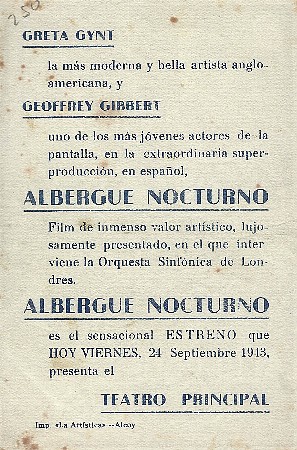 250
GRETA GYNT
la más moderna y bella artista anglo-
americana, y
GEOFFREY GIBBERT
uno de los más jóvenes actores de la
pantalla, en la extraordinaria super-
producción, en español,
ALBERGUE NOCTURNO
Film de inmenso valor artístico, lujo-
samente presentado, en el que inter
viene la Orquesta Sinfónica de Lon-
dres.
ALBERGUE NOCTURNO
es el sensacional ESTRENO que
HOY VIERNES, 24 Septiembre 1943,
presenta el
TEATRO PRINCIPAL
Imp. «La Artística» --Alcoy